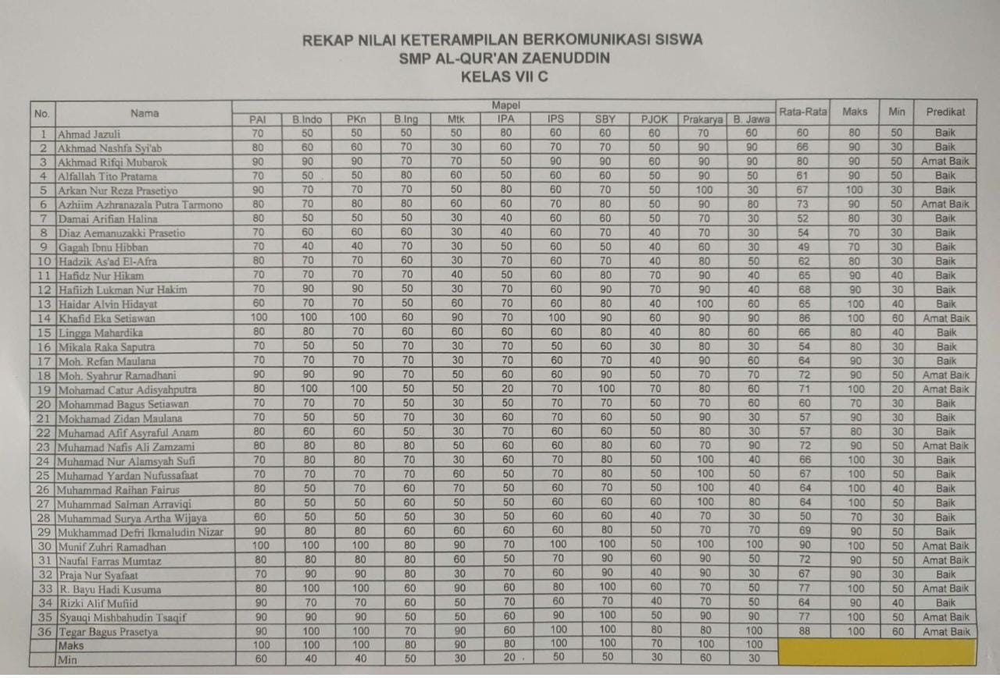 REKAP NILAI KETERAMPILAN BERKOMUNIKASI SISWA
SMP AL-QUR'AN ZAENUDDIN
KELAS VII C
No. Nama Mapel Rata-Rata Maks Min Predikat
PAI B.Indo PKn B.Ing Mtk IPA IPS SBY PJOK Prakarya B. Jawa
1 Ahmad Jazuli 70 50 50 50 50 80 60 60 60 70 60 60 80 50 Baik
2 Akhmad Nashfa Syi'ab 80 60 60 70 30 60 70 70 50 90 90 66 90 30 Baik
3 Akhmad Rifqi Mubarok 90 90 90 70 70 50 90 90 60 90 90 80 90 50 Amat Baik
4 Alfallah Tito Pratama 70 50 50 80 60 50 50 60 50 90 50 61 90 50 Baik
5 Arkan Nur Reza Prasetiyo 90 70 70 70 50 80 60 70 50 100 30 67 100 30 Baik
6 Azhiim Azhranazala Putra Tarmono 80 70 80 80 60 60 70 80 50 90 80 73 90 50 Amat Baik
7 Damai Arifian Halina 80 50 50 50 30 40 60 60 50 70 30 52 80 30 Baik
8 Diaz Aemanuzakki Prasetio 70 60 60 60 30 40 60 70 40 70 30 54 70 30 Baik
9 Gagah Ibnu Hibban 70 40 40 70 30 50 60 50 40 60 30 49 70 30 Baik
10 Hadzik As'ad El-Afra 80 70 70 60 30 70 60 70 40 80 50 62 80 30 Baik
11 Hafidz Nur Hikam 70 70 70 70 40 50 60 80 70 90 40 65 90 40 Baik
12 Hafiizh Lukman Nur Hakim 70 90 90 50 30 70 60 90 70 90 40 68 90 30 Baik
13 Haidar Alvin Hidayat 60 70 70 50 60 70 60 80 40 100 60 65 100 40 Baik
14 Khafid Eka Setiawan 100 100 100 60 90 70 100 90 60 90 90 86 100 60 Amat Baik
15 Lingga Mahardika 80 80 70 60 60 60 60 80 40 80 60 66 80 40 Baik
16 Mikala Raka Saputra 70 50 50 70 30 70 50 60 30 80 30 54 80 30 Baik
17 Moh. Refan Maulana 70 70 70 70 30 70 60 70 40 90 60 64 90 30 Baik
18 Moh. Syahrur Ramadhani 90 90 90 70 50 60 60 90 50 70 70 72 90 50 Amat Baik
19 Mohamad Catur Adisyahputra 80 100 100 50 50 20 70 100 70 80 60 71 100 20 Amat Baik
20 Mohammad Bagus Setiawan 70 70 70 50 30 50 70 70 50 70 60 60 70 30 Baik
21 Mokhamad Zidan Maulana 70 50 50 70 30 60 70 60 50 90 30 57 90 30 Baik
22 Muhamad Afif Asyraful Anam 80 60 60 50 30 70 60 60 50 80 30 57 80 30 Baik
23 Muhamad Nafis Ali Zamzami 80 80 80 80 50 60 60 80 60 70 90 72 90 50 Amat Baik
24 Muhamad Nur Alamsyah Sufi 70 80 80 70 30 60 70 80 50 100 40 66 100 30 Baik
25 Muhamad Yardan Nufussafaat 70 70 70 70 60 50 70 80 50 100 50 67 100 50 Baik
26 Muhammad Raihan Fairus 80 50 70 60 70 50 60 70 50 100 40 64 100 40 Baik
27 Muhammad Salman Arraviqi 80 50 60 50 50 50 60 60 60 100 80 64 100 50 Baik
28 Muhammad Surya Artha Wijaya 60 50 50 50 30 50 60 60 40 70 30 50 70 30 Baik
29 Mukhammad Defri Ikmaludin Nizar 90 80 80 60 60 60 60 80 50 70 70 69 90 50 Baik
30 Munif Zuhri Ramadhan 100 100 100 80 90 70 100 100 50 100 100 90 100 50 Amat Baik
31 Naufal Farras Mumtaz 80 80 80 80 60 50 70 90 60 90 50 72 90 50 Amat Baik
32 Praja Nur Syafaat 70 90 90 80 30 70 60 90 40 90 30 67 90 30 Baik
33 R. Bayu Hadi Kusuma 80 100 100 60 90 60 80 100 60 70 50 77 100 50 Amat Baik
34 Rizki Alif Mufiid 90 70 70 60 50 70 60 70 40 70 50 64 90 40 Baik
35 Syauqi Mishbahudin Tsaqif 90 90 90 50 50 60 90 100 50 90 90 77 100 50 Amat Baik
36 Tegar Bagus Prasetya 90 100 100 70 90 60 100 100 80 80 100 88 100 60 Amat Baik
Maks 100 100 100 80 90 80 100 100 70 100 100
Min 60 40 40 50 30 20 50 50 30 60 30